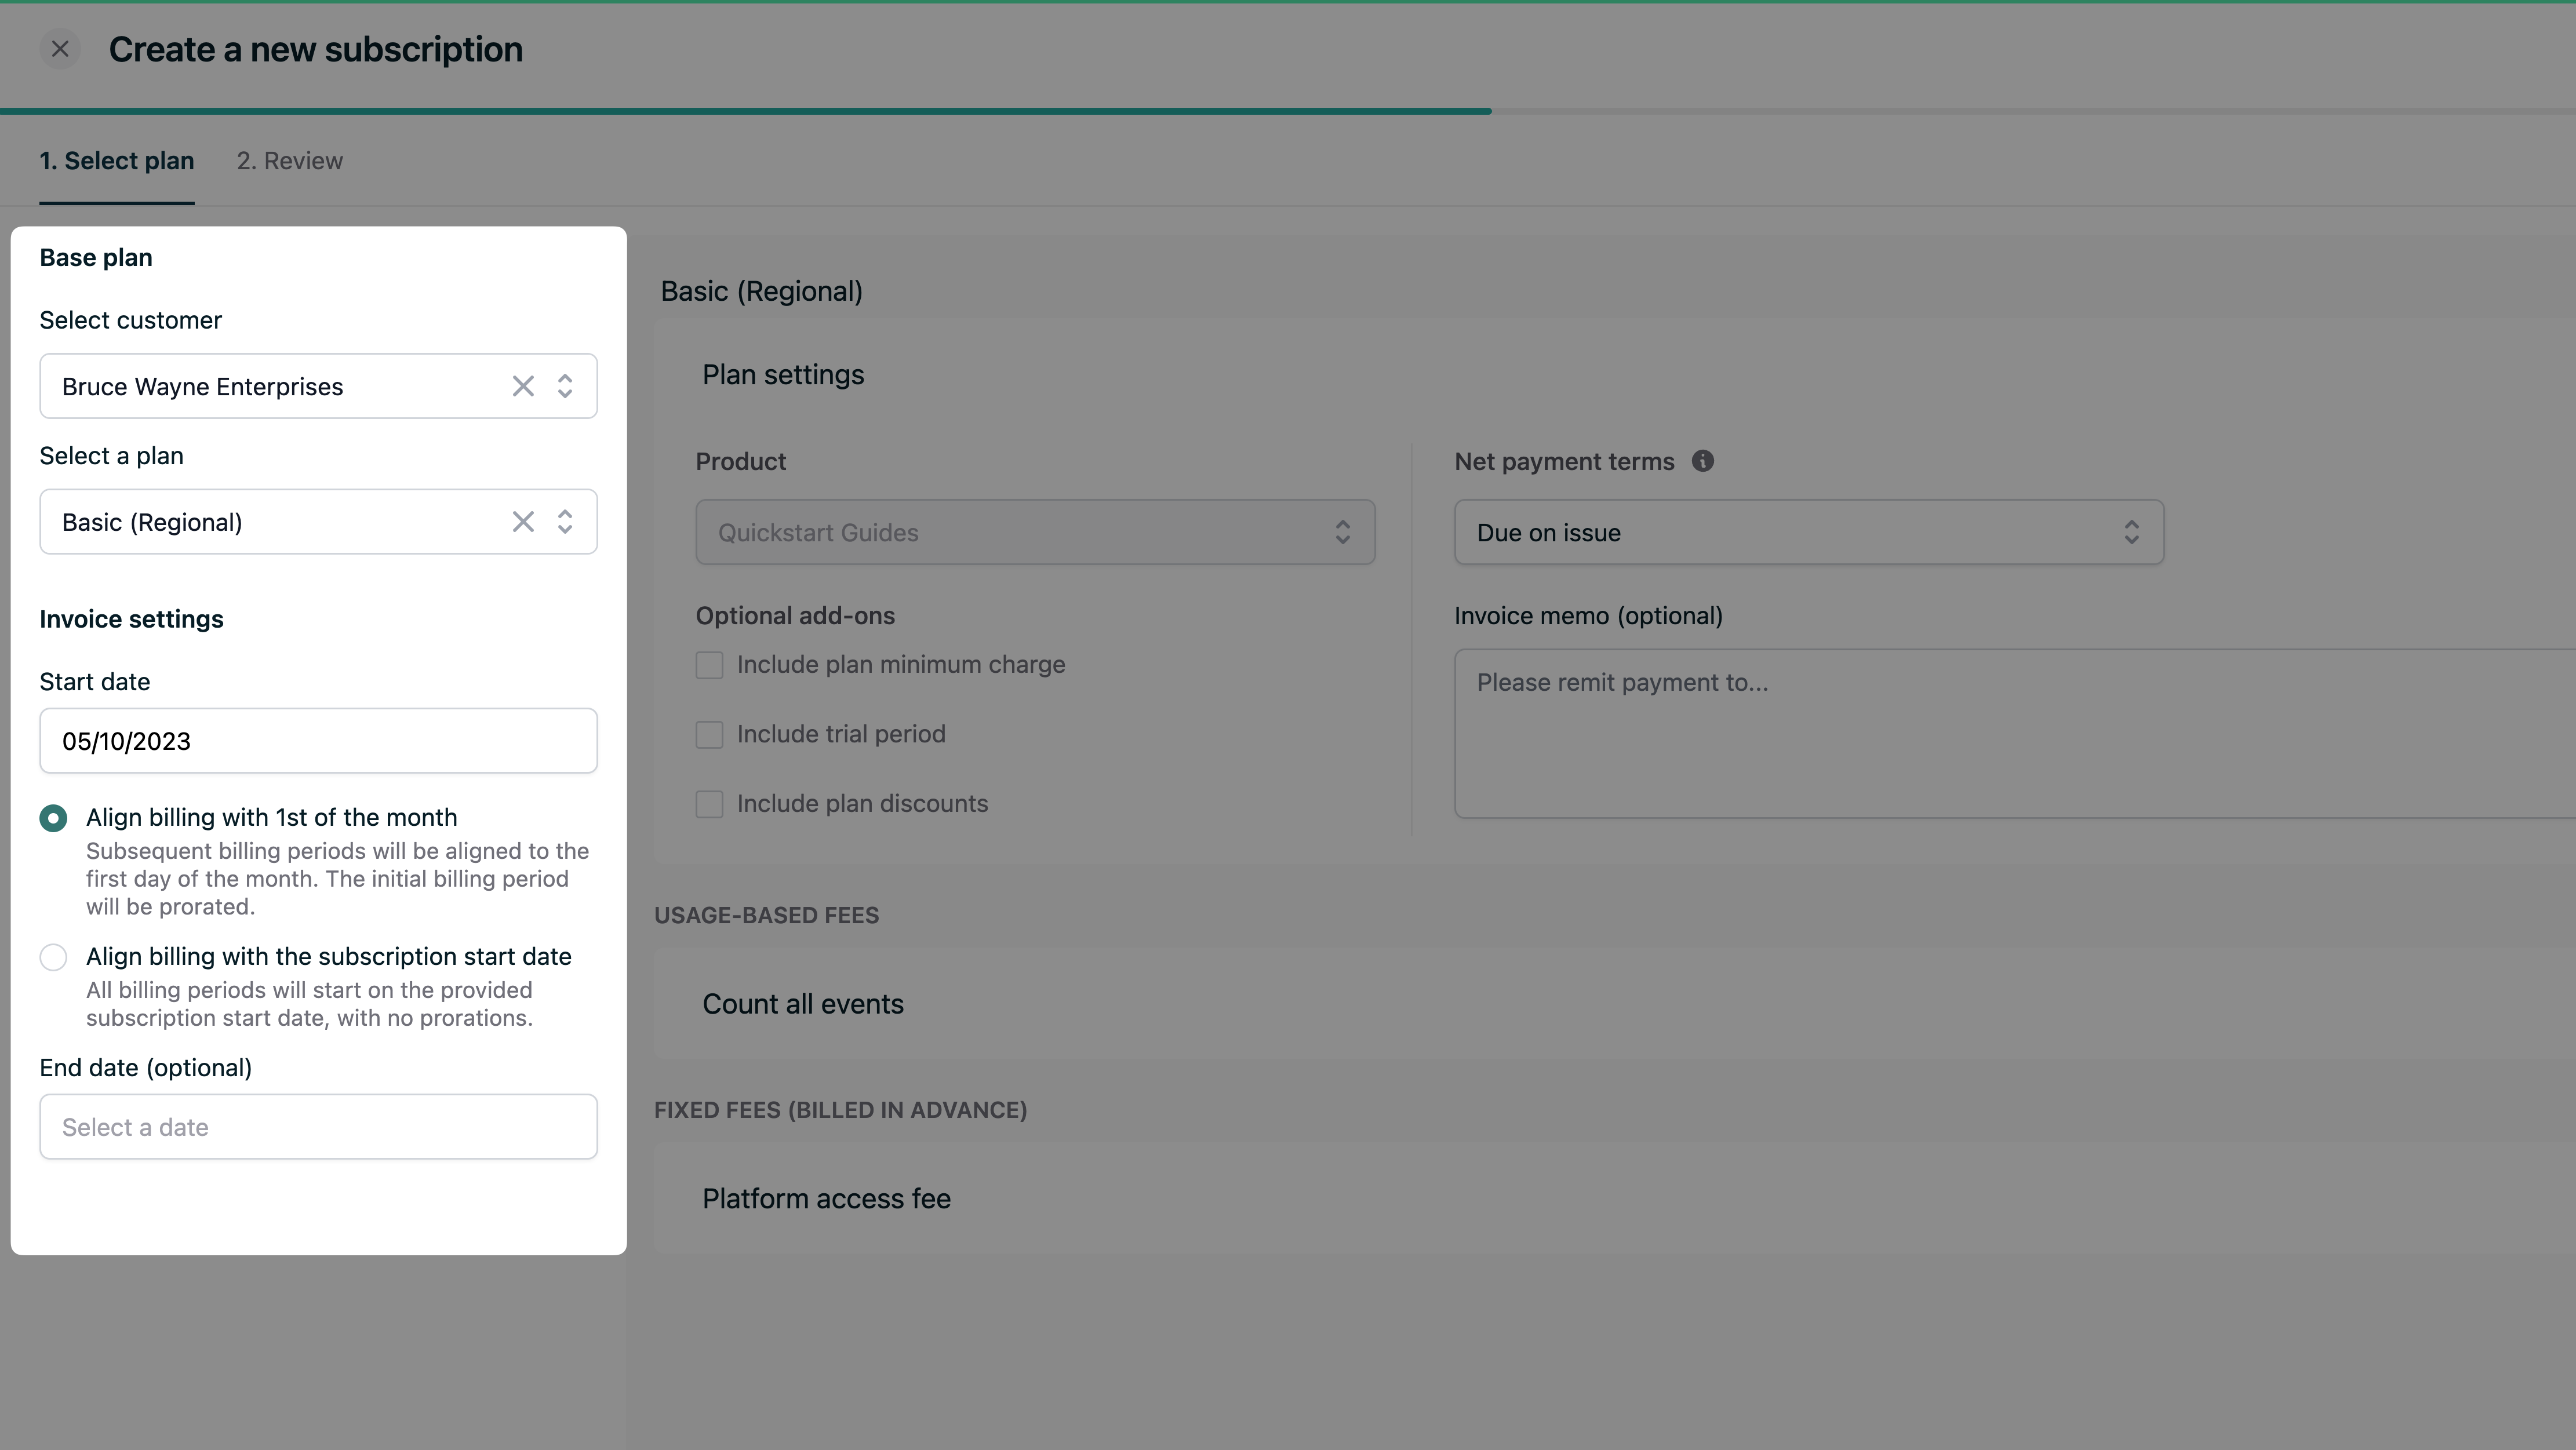 Create a new subscription
1. Select plan
2. Review
Base plan
Select customer
Bruce Wayne Enterprises
Select a plan
Basic (Regional)
Invoice settings
Start date
05/10/2023
Align billing with 1st of the month
Subsequent billing periods will be aligned to the
first day of the month. The initial billing period
will be prorated.
Align billing with the subscription start date
All billing periods will start on the provided
subscription start date, with no prorations.
End date (optional)
Select a date
Basic (Regional)
Plan settings
Product
Quickstart Guides
Optional add-ons
Include plan minimum charge
Include trial period
Include plan discounts
Net payment terms
Due on issue
Invoice memo (optional)
Please remit payment to...
USAGE-BASED FEES
Count all events
FIXED FEES (BILLED IN ADVANCE)
Platform access fee